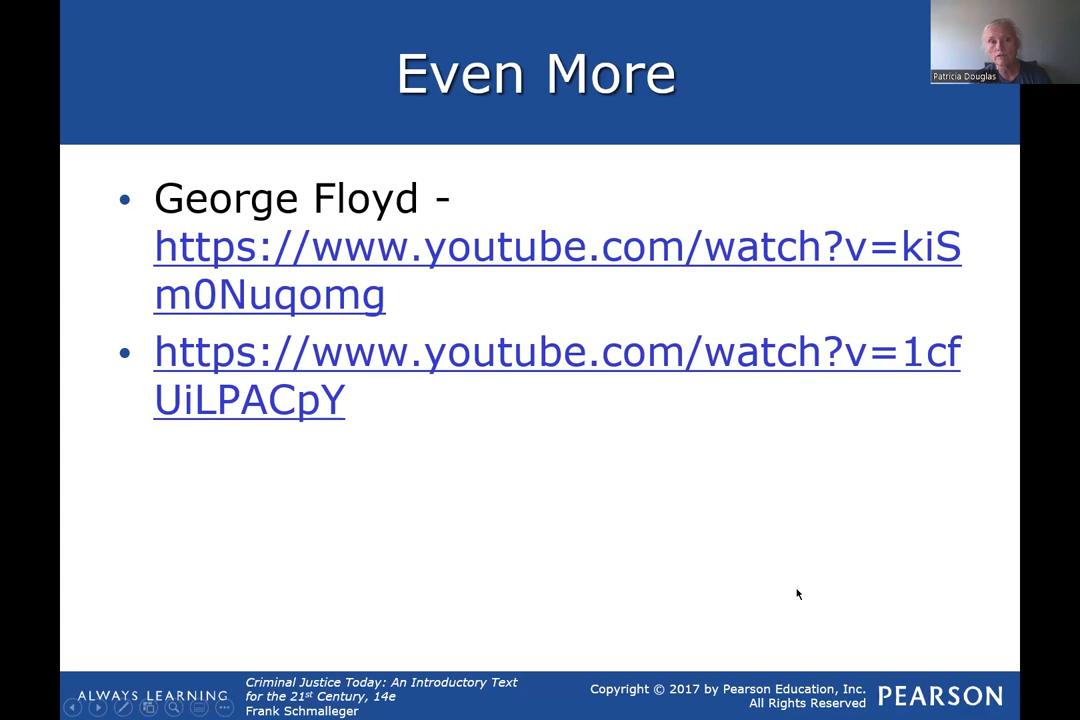 Even More
Patricia Douglas
• George Floyd -
https://www.youtube.com/watch?v=kiS
m0Nuqomg
• https://www.youtube.com/watch?v=1cf
UiLPACpY
ALWAYS LEARNING
Criminal Justice Today: An Introductory Text
for the 21st Century, 14e
Frank Schmalleger
Copyright © 2017 by Pearson Education, Inc.
All Rights Reserved
PEARSON